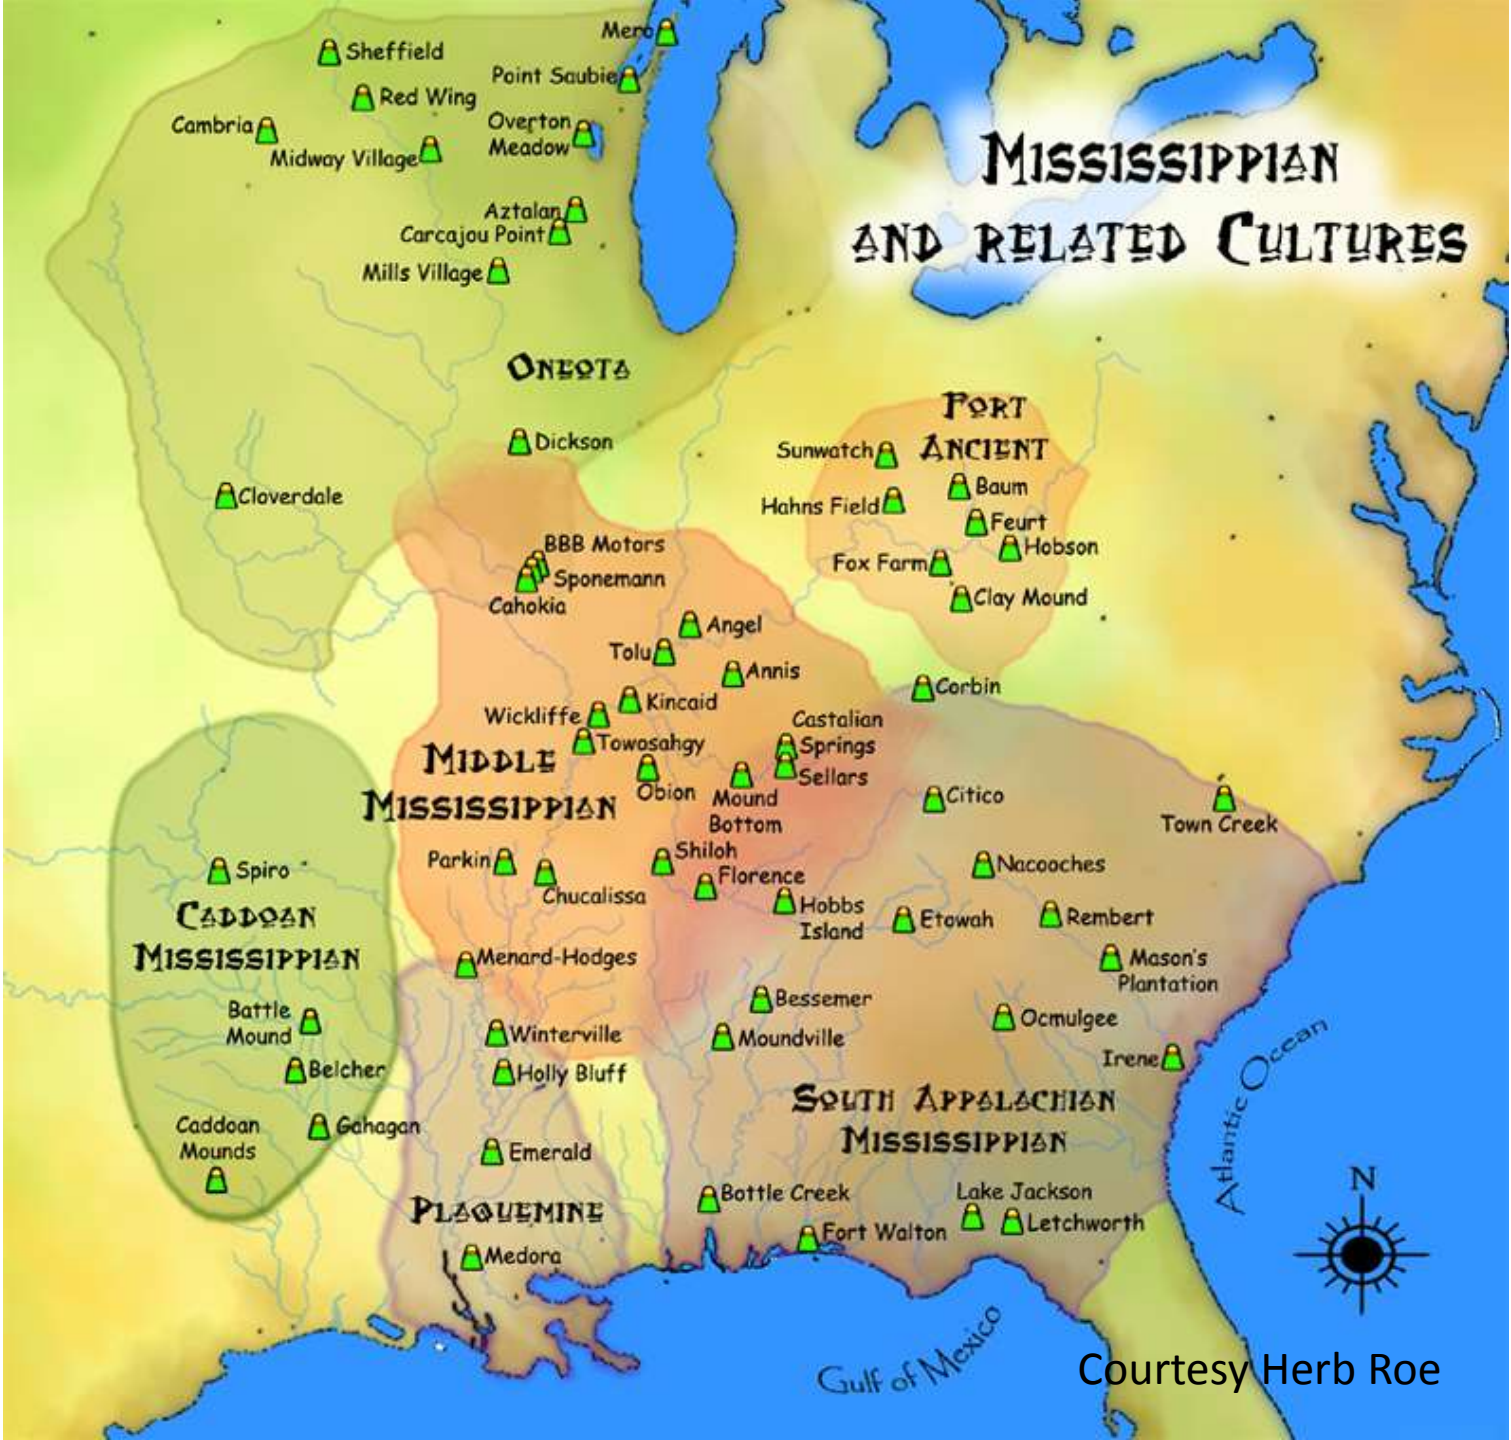 Mero
Sheffield
Point Saubie
Red Wing
Cambria
Overton
Meadow
Midway Village
Mississippian
and related Cultures
Aztalan
Carcajou Point
Mills Village
Oneota
Fort
Ancient
Dickson
Sunwatch
Baum
Cloverdale
Hahns Field
Feurt
BBB Motors
Hobson
Fox Farm
Sponemann
Cahokia
Clay Mound
Angel
Tolu
Annis
Corbin
Kincaid
Wickliffe
Castalian
Springs
Towosahgy
Middle
Mississippian
Sellars
Obion
Mound
Bottom
Citico
Town Creek
Parkin
Shiloh
Nacooches
Spiro
Florence
Chucalissa
Caddoan
Mississippian
Hobbs
Island
Etowah
Rembert
Menard-Hodges
Mason's
Plantation
Bessemer
Battle
Mound
Ocmulgee
Winterville
Moundville
Irene
Belcher
Holly Bluff
Atlantic Ocean
South Appalachian
Mississippian
Caddoan
Mounds
Gahagan
Emerald
Plaquemine
Bottle Creek
Lake Jackson
N
Letchworth
Fort Walton
Medora
Gulf of Mexico
Courtesy Herb Roe